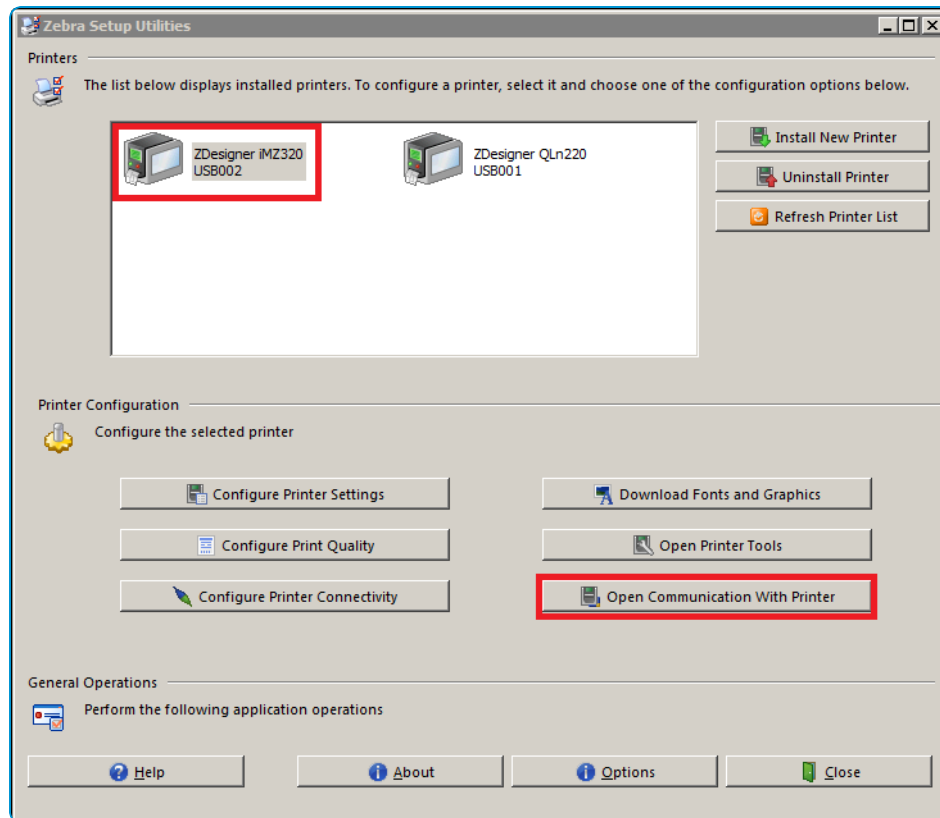 Zebra Setup Utilities
Printers
The list below displays installed printers. To configure a printer, select it and choose one of the configuration options below.
ZDesigner iMZ320
USB002
ZDesigner QLn220
USB001
Install New Printer
Uninstall Printer
Refresh Printer List
Printer Configuration
Configure the selected printer
Configure Printer Settings
Download Fonts and Graphics
Configure Print Quality
Open Printer Tools
Configure Printer Connectivity
Open Communication With Printer
General Operations
Perform the following application operations
Help
About
Options
Close